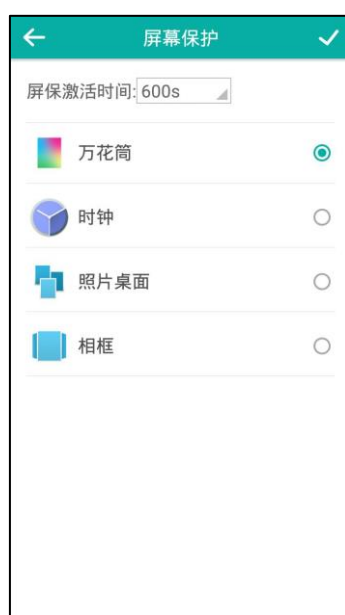 屏幕保护
屏保激活时间:600s
万花筒
时钟
照片桌面
相框